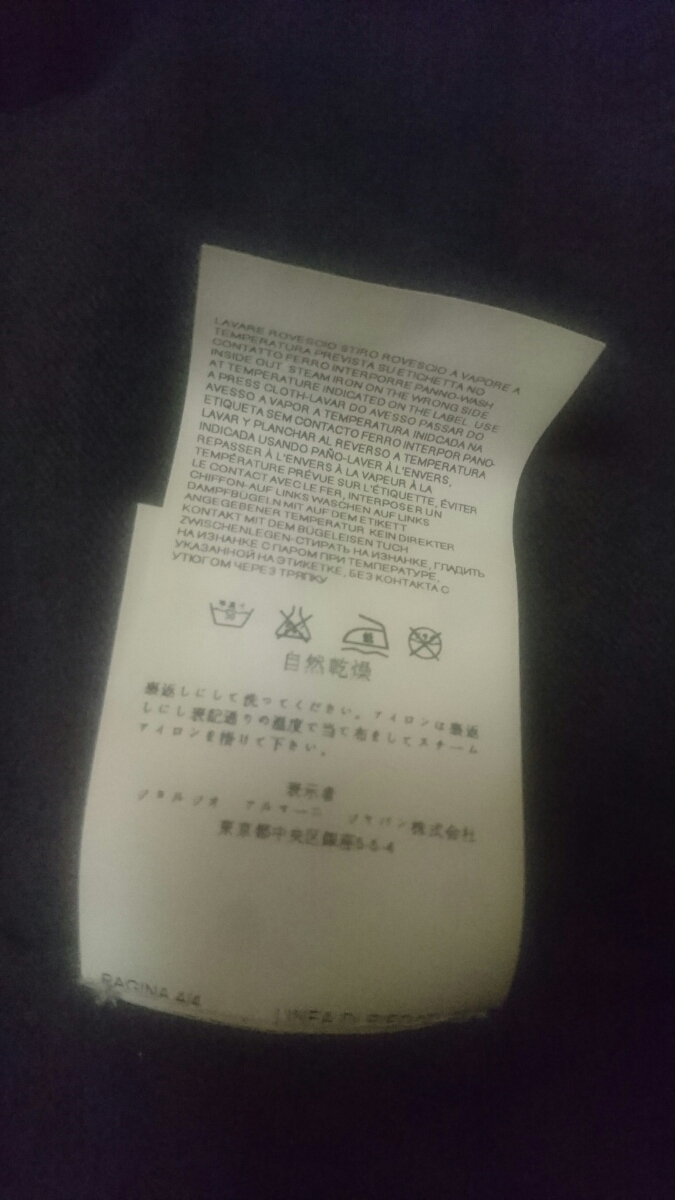 LAVARE ROVESCIO STIRO ROVESCIO A VAPORE A
TEMPERATURA PREVISTA SU ETICHETTA NO
CONTATTO FERRO INTERPORRE PANNO-WASH
INSIDE OUT. STEAM IRON ON THE WRONG SIDE
AT TEMPERATURE INDICATED ON THE LABEL. USE
A PRESS CLOTH-LAVAR DO AVESSO PASSAR DO
AVESSO A VAPOR A TEMPERATURA INIDCADA NA
ETIQUETA SEM CONTACTO FERRO INTERPOR PANO-
LAVAR Y PLANCHAR AL REVERSO A TEMPERATURA
INDICADA USANDO PAÑO-LAVER À L'ENVERS,
REPASSER À L'ENVERS À LA VAPEUR À LA
TEMPÉRATURE PRÉVUE SUR L'ÉTIQUETTE, ÉVITER
LE CONTACT AVEC LE FER, INTERPOSER UN
CHIFFON-AUF LINKS WASCHEN AUF LINKS
DAMPFBÜGELN MIT AUF DEM ETIKETT
ANGEGEBENER TEMPERATUR KEIN DIREKTER
KONTAKT MIT DEM BÜGELEISEN TUCH
ZWISCHENLEGEN-СТИРАТЬ НА ИЗНАНКЕ, ГЛАДИТЬ
НА ИЗНАНКЕ С ПАРОМ ПРИ ТЕМПЕРАТУРЕ,
УКАЗАННОЙ НА ЭТИКЕТКЕ, БЕЗ КОНТАКТА С
УТЮГОМ ЧЕРЕЗ ТРЯПКУ
自然乾燥
裏返しにして洗ってください。アイロンは裏返
しにし表記通りの温度で当て布をしてスチーム
アイロンを掛けて下さい。
表示者
ジョルジオ アルマーニ ジャパン株式会社
東京都中央区銀座5-5-4
PAGINA 4/4
LINEA DI